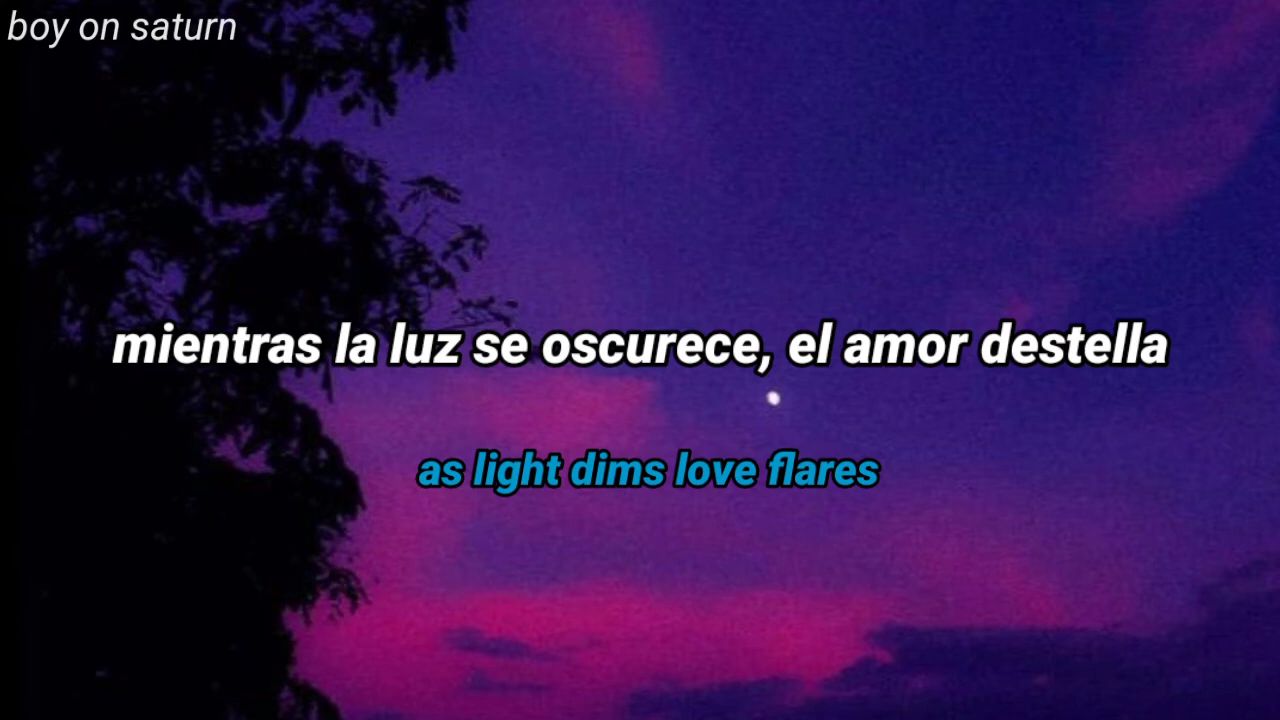 boy on saturn
mientras la luz se oscurece, el amor destella
as light dims love flares